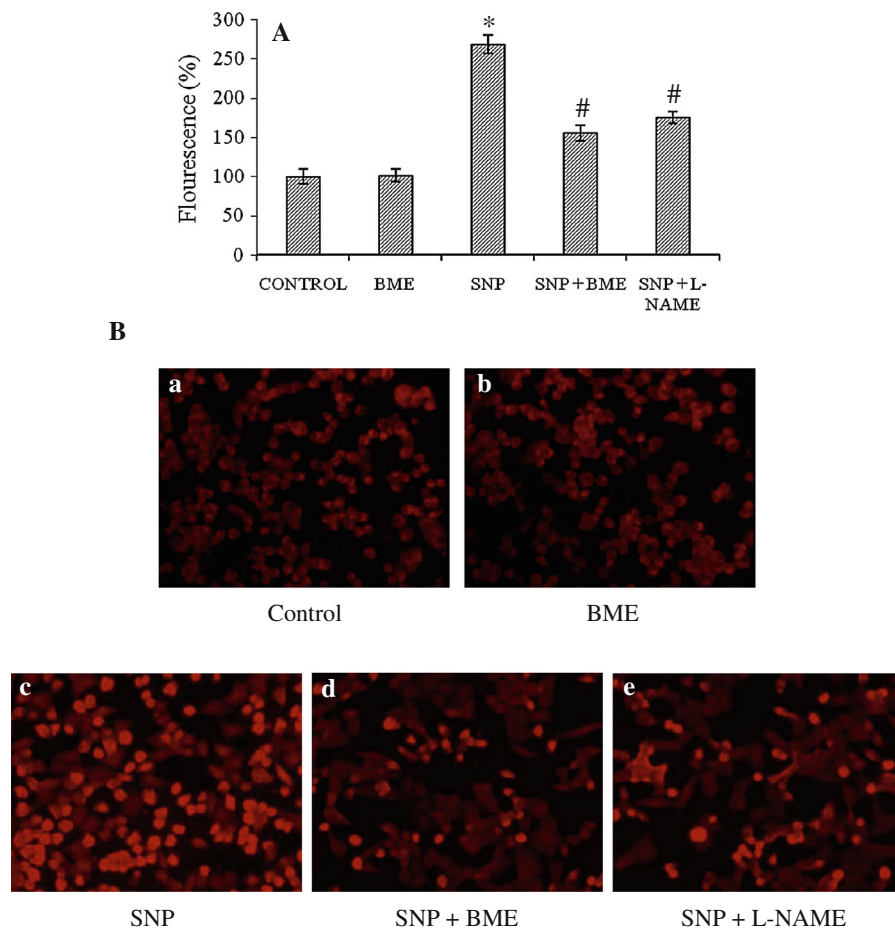 A
300
250
200
150
100
50
0
Flourescence (%)
*
#
#
CONTROL BME SNP SNP+BME SNP+L-
NAME
B
a b
Control BME
c d e
SNP SNP + BME SNP + L-NAME